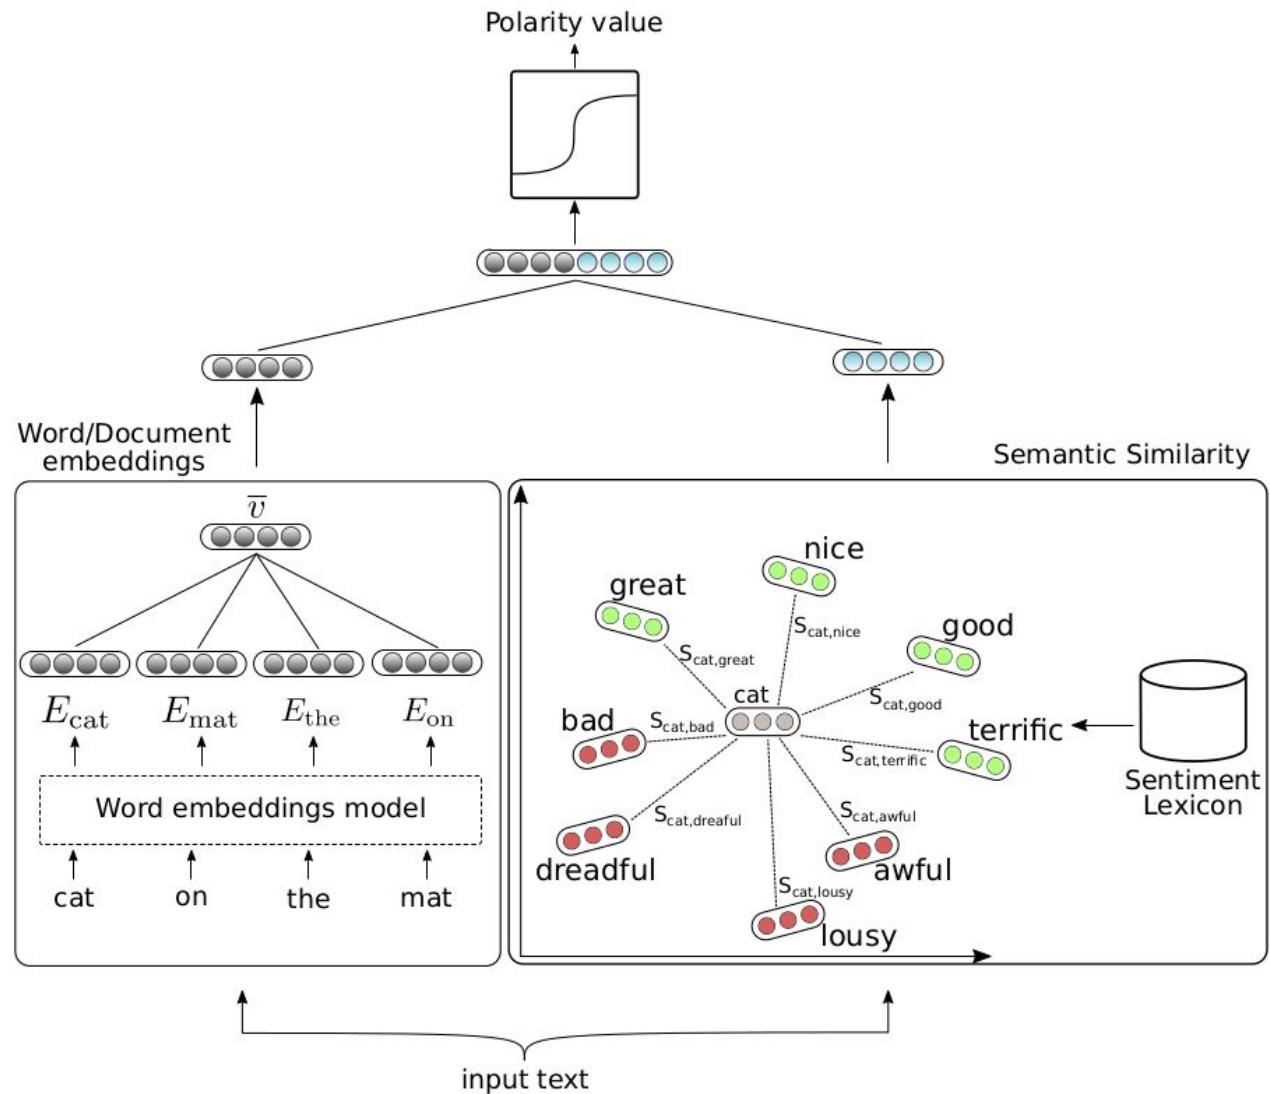 Polarity value
Word/Document
embeddings
Semantic Similarity
v̅
E_cat E_mat E_the E_on
Word embeddings model
cat on the mat
nice
great
good
S_cat,nice
S_cat,great
cat
S_cat,good
bad
S_cat,bad
terrific
S_cat,terrific
Sentiment
Lexicon
S_cat,dreaful
S_cat,awful
dreadful
awful
S_cat,lousy
lousy
input text